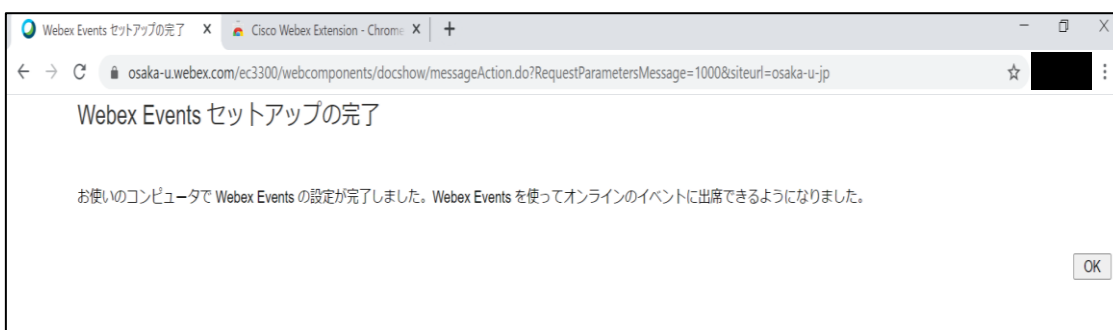 Webex Events セットアップの完了
Cisco Webex Extension - Chrome
osaka-u.webex.com/ec3300/webcomponents/docshow/messageAction.do?RequestParametersMessage=1000&siteurl=osaka-u-jp
Webex Events セットアップの完了
お使いのコンピュータで Webex Events の設定が完了しました。Webex Events を使ってオンラインのイベントに出席できるようになりました。
OK